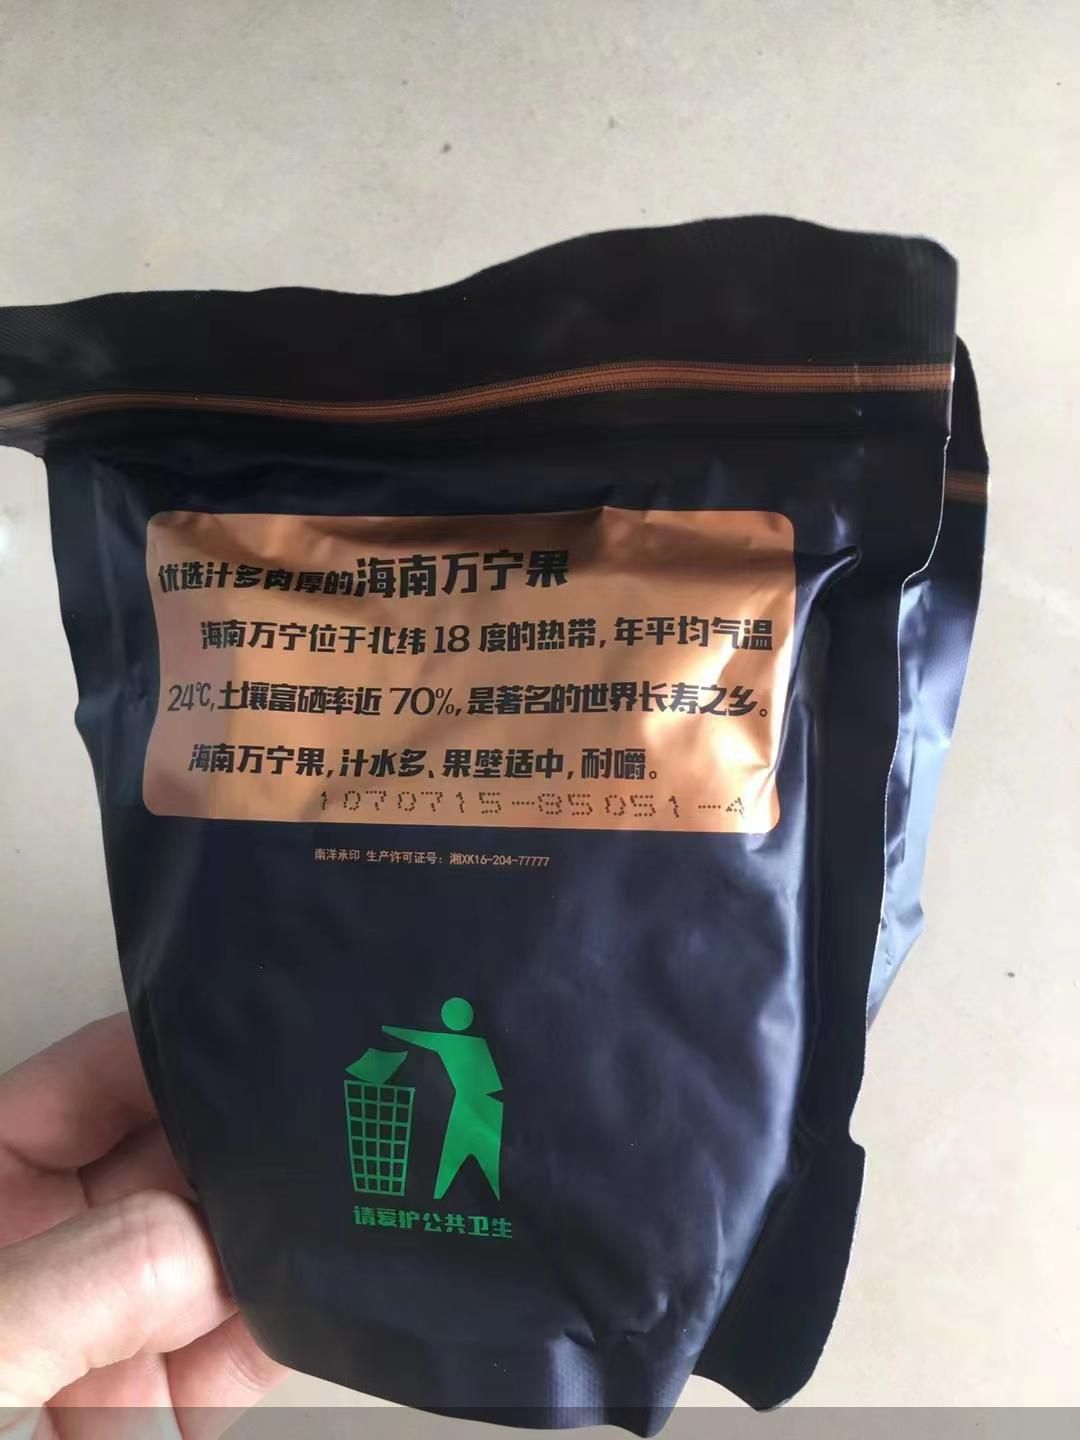 优选汁多肉厚的海南万宁果
海南万宁位于北纬18度的热带,年平均气温
24℃,土壤富硒率近70%,是著名的世界长寿之乡。
海南万宁果,汁水多、果壁适中,耐嚼。
1070715-85051-4
南洋承印 生产许可证号：湘XK16-204-77777
请爱护公共卫生